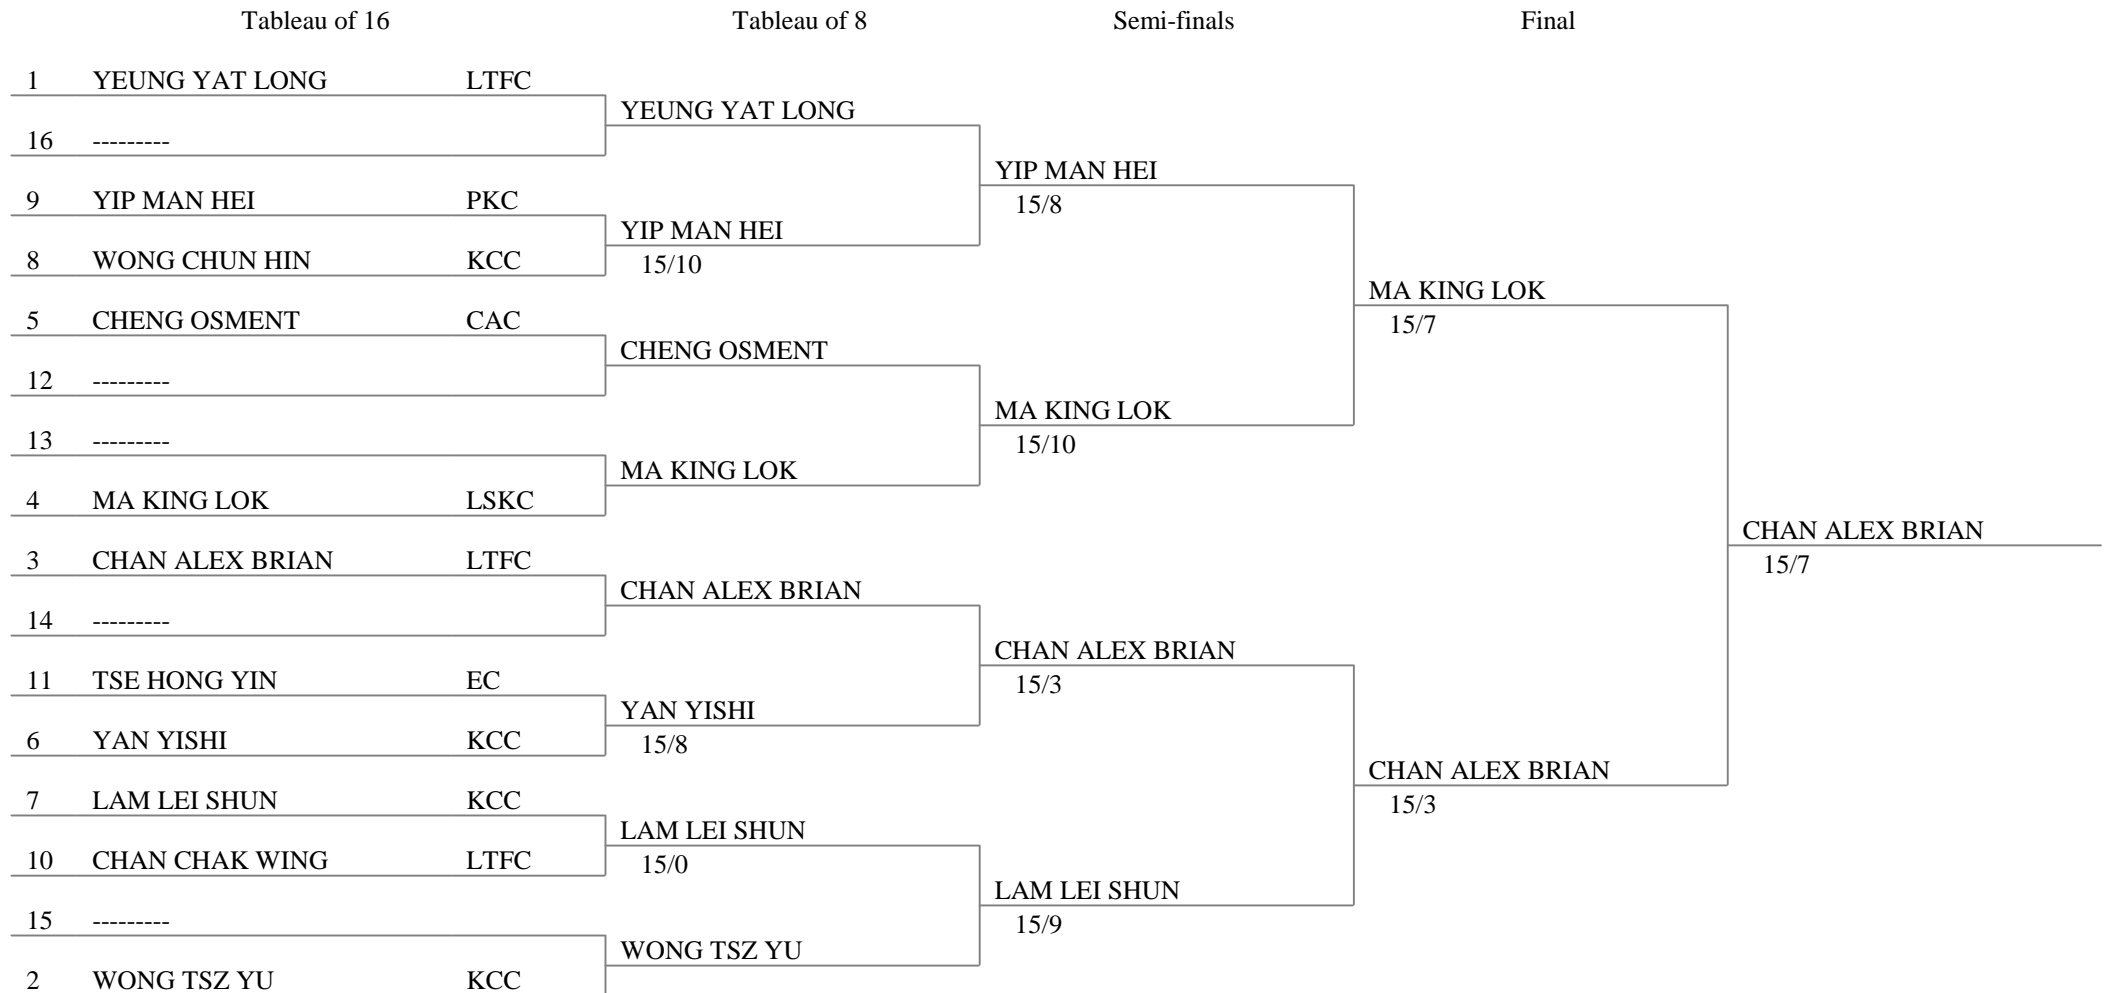 Tableau of 16 Tableau of 8 Semi-finals Final
1 YEUNG YAT LONG LTFC
YEUNG YAT LONG
16 ---------
YIP MAN HEI
9 YIP MAN HEI PKC
15/8
YIP MAN HEI
8 WONG CHUN HIN KCC
15/10
MA KING LOK
5 CHENG OSMENT CAC
15/7
CHENG OSMENT
12 ---------
MA KING LOK
13 ---------
15/10
MA KING LOK
4 MA KING LOK LSKC
CHAN ALEX BRIAN
3 CHAN ALEX BRIAN LTFC
15/7
CHAN ALEX BRIAN
14 ---------
CHAN ALEX BRIAN
11 TSE HONG YIN EC
15/3
YAN YISHI
6 YAN YISHI KCC
15/8
CHAN ALEX BRIAN
7 LAM LEI SHUN KCC
15/3
LAM LEI SHUN
10 CHAN CHAK WING LTFC
15/0
LAM LEI SHUN
15 ---------
15/9
WONG TSZ YU
2 WONG TSZ YU KCC